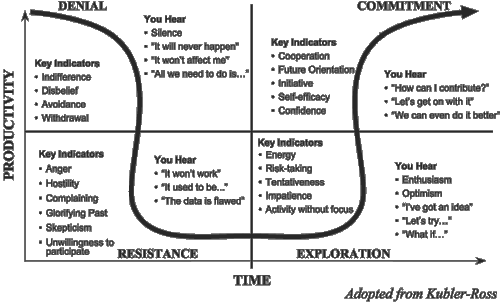 DENIAL
COMMITMENT
You Hear
• Silence
• "It will never happen"
• "It won't affect me"
• "All we need to do is..."
Key Indicators
• Indifference
• Disbelief
• Avoidance
• Withdrawal
Key Indicators
• Cooperation
• Future Orientation
• Initiative
• Self-efficacy
• Confidence
You Hear
• "How can I contribute?"
• "Let's get on with it"
• "We can even do it better"
PRODUCTIVITY
Key Indicators
• Anger
• Hostility
• Complaining
• Glorifying Past
• Skepticism
• Unwillingness to
participate
You Hear
• "It won't work"
• "It used to be..."
• "The data is flawed"
Key Indicators
• Energy
• Risk-taking
• Tentativeness
• Impatience
• Activity without focus
You Hear
• Enthusiasm
• Optimism
• "I've got an idea"
• "Let's try..."
• "What if..."
RESISTANCE
EXPLORATION
TIME
Adopted from Kubler-Ross